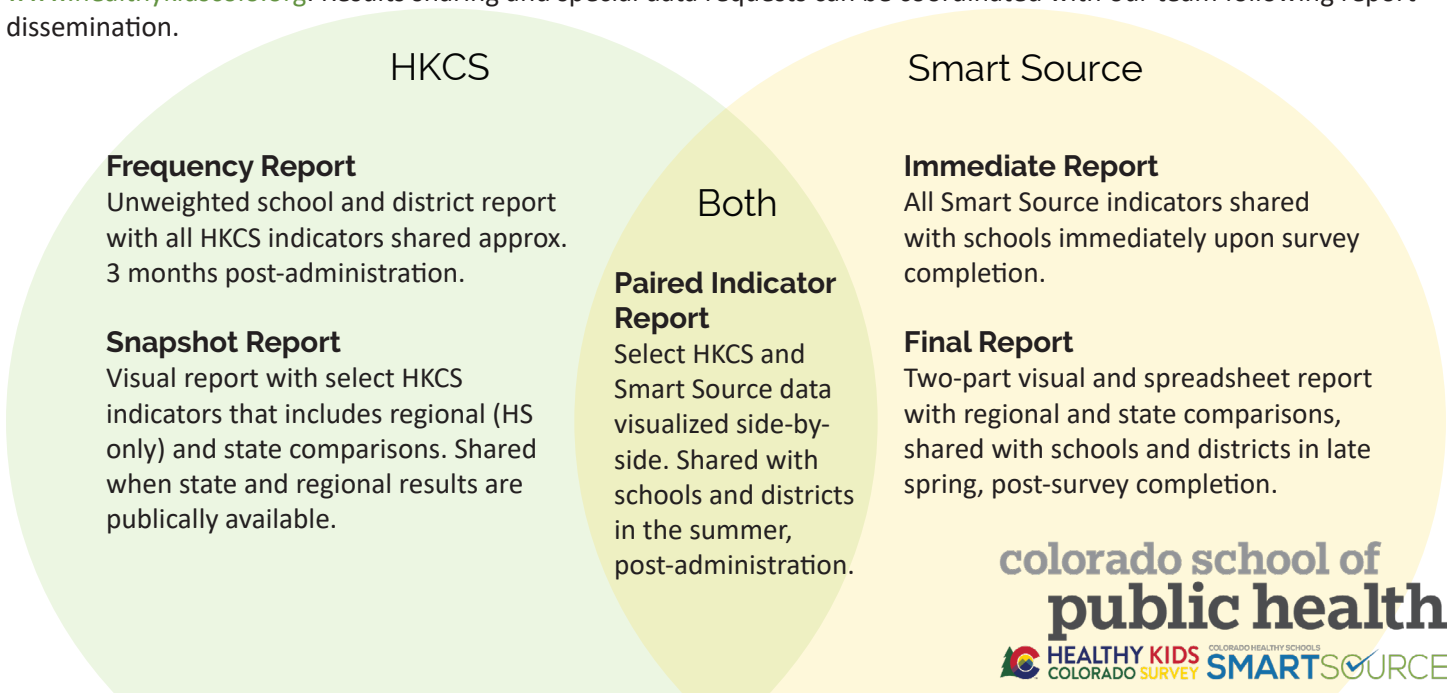 dissemination.
HKCS
Frequency Report
Unweighted school and district report
with all HKCS indicators shared approx.
3 months post-administration.
Snapshot Report
Visual report with select HKCS
indicators that includes regional (HS
only) and state comparisons. Shared
when state and regional results are
publically available.
Both
Paired Indicator
Report
Select HKCS and
Smart Source data
visualized side-by-
side. Shared with
schools and districts
in the summer,
post-administration.
Smart Source
Immediate Report
All Smart Source indicators shared
with schools immediately upon survey
completion.
Final Report
Two-part visual and spreadsheet report
with regional and state comparisons,
shared with schools and districts in late
spring, post-survey completion.
colorado school of
public health
HEALTHY KIDS
COLORADO SURVEY
COLORADO HEALTHY SCHOOLS
SMARTSOURCE